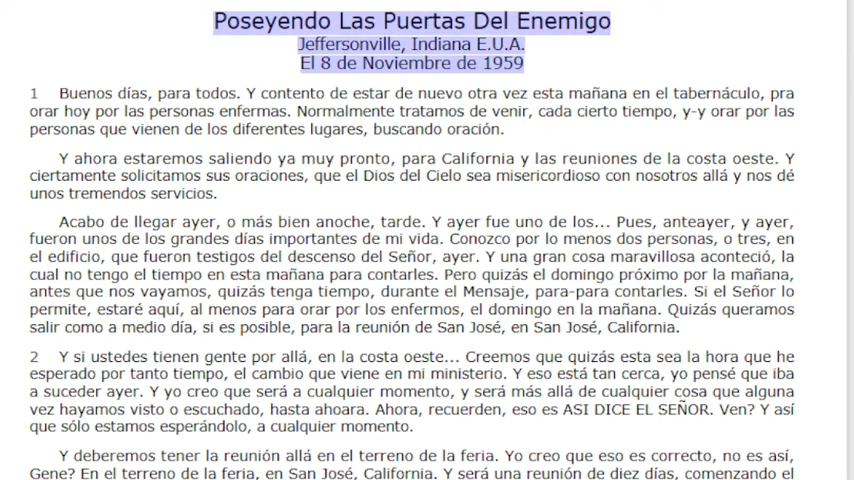 Poseyendo Las Puertas Del Enemigo
Jeffersonville, Indiana E.U.A.
El 8 de Noviembre de 1959
1 Buenos días, para todos. Y contento de estar de nuevo otra vez esta mañana en el tabernáculo, pra
orar hoy por las personas enfermas. Normalmente tratamos de venir, cada cierto tiempo, y-y orar por las
personas que vienen de los diferentes lugares, buscando oración.
Y ahora estaremos saliendo ya muy pronto, para California y las reuniones de la costa oeste. Y
ciertamente solicitamos sus oraciones, que el Dios del Cielo sea misericordioso con nosotros allá y nos dé
unos tremendos servicios.
Acabo de llegar ayer, o más bien anoche, tarde. Y ayer fue uno de los... Pues, anteayer, y ayer,
fueron unos de los grandes días importantes de mi vida. Conozco por lo menos dos personas, o tres, en
el edificio, que fueron testigos del descenso del Señor, ayer. Y una gran cosa maravillosa aconteció, la
cual no tengo el tiempo en esta mañana para contarles. Pero quizás el domingo próximo por la mañana,
antes que nos vayamos, quizás tenga tiempo, durante el Mensaje, para-para contarles. Si el Señor lo
permite, estaré aquí, al menos para orar por los enfermos, el domingo en la mañana. Quizás queramos
salir como a medio día, si es posible, para la reunión de San José, en San José, California.
2 Y si ustedes tienen gente por allá, en la costa oeste... Creemos que quizás esta sea la hora que he
esperado por tanto tiempo, el cambio que viene en mi ministerio. Y eso está tan cerca, yo pensé que iba
a suceder ayer. Y yo creo que será a cualquier momento, y será más allá de cualquier cosa que alguna
vez hayamos visto o escuchado, hasta ahoara. Ahora, recuerden, eso es ASI DICE EL SEÑOR. Ven? Y así
que sólo estamos esperándolo, a cualquier momento.
Y deberemos tener la reunión allá en el terreno de la feria. Yo creo que eso es correcto, no es así,
Gene? En el terreno de la feria, en San José, California. Y será una reunión de diez días, comenzando el